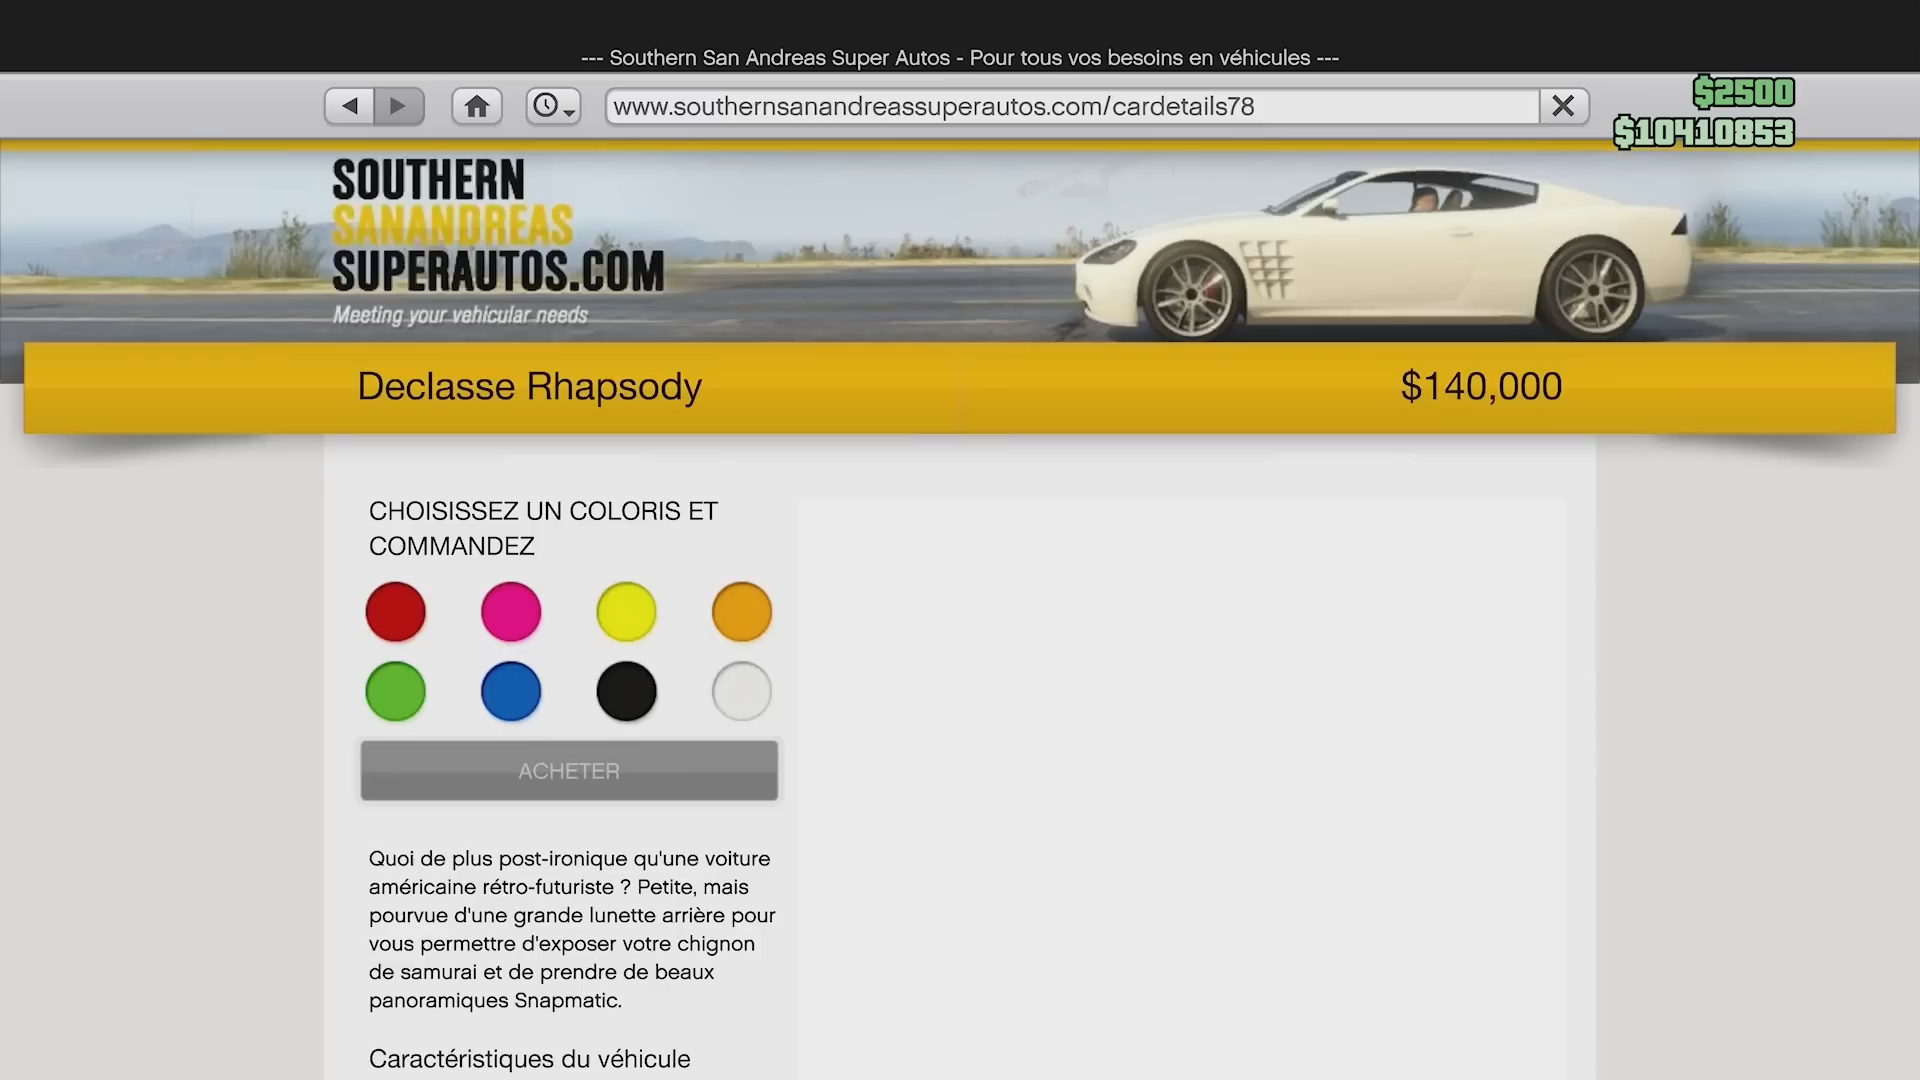 --- Southern San Andreas Super Autos - Pour tous vos besoins en véhicules ---
www.southernsanandreassuperautos.com/cardetails78
$2500
$10410853
SOUTHERN
SANANDREAS
SUPERAUTOS.COM
Meeting your vehicular needs
Declasse Rhapsody $140,000
CHOISISSEZ UN COLORIS ET
COMMANDEZ
ACHETER
Quoi de plus post-ironique qu'une voiture
américaine rétro-futuriste ? Petite, mais
pourvue d'une grande lunette arrière pour
vous permettre d'exposer votre chignon
de samurai et de prendre de beaux
panoramiques Snapmatic.
Caractéristiques du véhicule